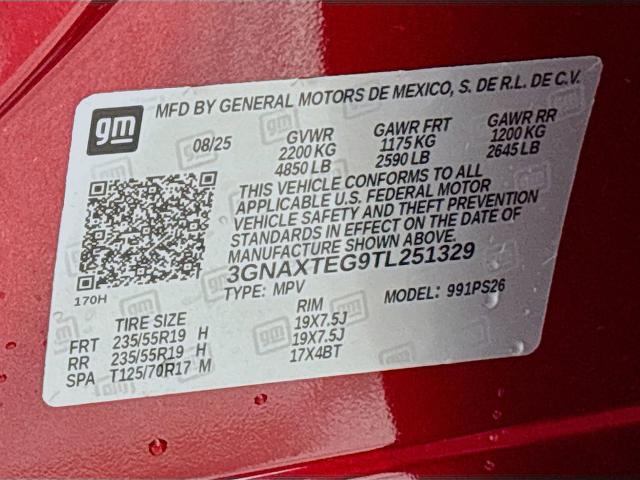 gm
MFD BY GENERAL MOTORS DE MEXICO, S. DE R.L. DE C.V.
08/25 GVWR GAWR FRT GAWR RR
2200 KG 1175 KG 1200 KG
4850 LB 2590 LB 2645 LB
THIS VEHICLE CONFORMS TO ALL
APPLICABLE U.S. FEDERAL MOTOR
VEHICLE SAFETY AND THEFT PREVENTION
STANDARDS IN EFFECT ON THE DATE OF
MANUFACTURE SHOWN ABOVE.
3GNAXTEG9TL251329
170H
TYPE: MPV MODEL: 991PS26
TIRE SIZE RIM
FRT 235/55R19 H 19X7.5J
RR 235/55R19 H 19X7.5J
SPA T125/70R17 M 17X4BT